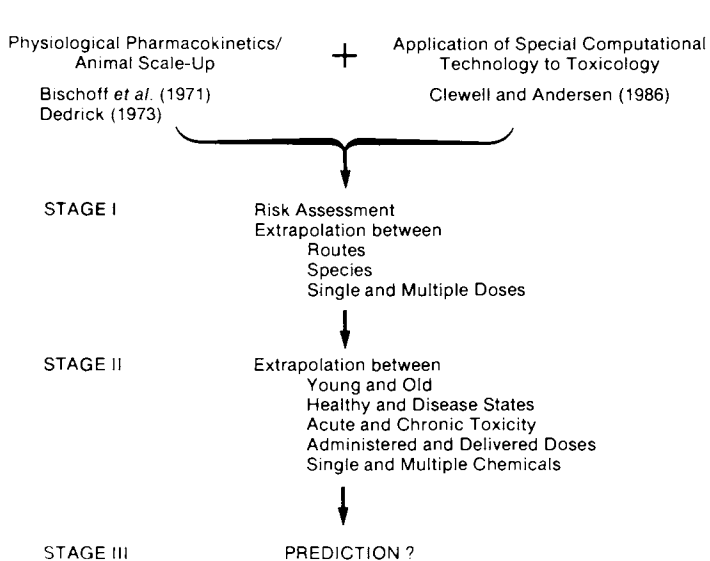 Physiological Pharmacokinetics/
Animal Scale-Up
Bischoff et al. (1971)
Dedrick (1973)
+
Application of Special Computational
Technology to Toxicology
Clewell and Andersen (1986)
STAGE I
Risk Assessment
Extrapolation between
Routes
Species
Single and Multiple Doses
STAGE II
Extrapolation between
Young and Old
Healthy and Disease States
Acute and Chronic Toxicity
Administered and Delivered Doses
Single and Multiple Chemicals
STAGE III
PREDICTION ?